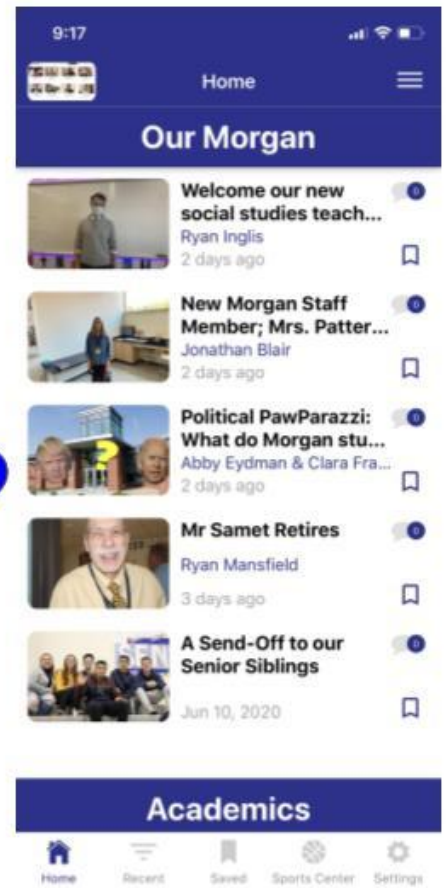 9:17
Home
Our Morgan
Welcome our new
social studies teach...
0
Ryan Inglis
2 days ago
New Morgan Staff
Member; Mrs. Patter...
0
Jonathan Blair
2 days ago
Political PawParazzi:
What do Morgan stu...
0
Abby Eydman & Clara Fra...
2 days ago
?
Mr Samet Retires
0
Ryan Mansfield
3 days ago
A Send-Off to our
Senior Siblings
0
SEN
Jun 10, 2020
Academics
Home
Recent
Saved
Sports Center
Settings